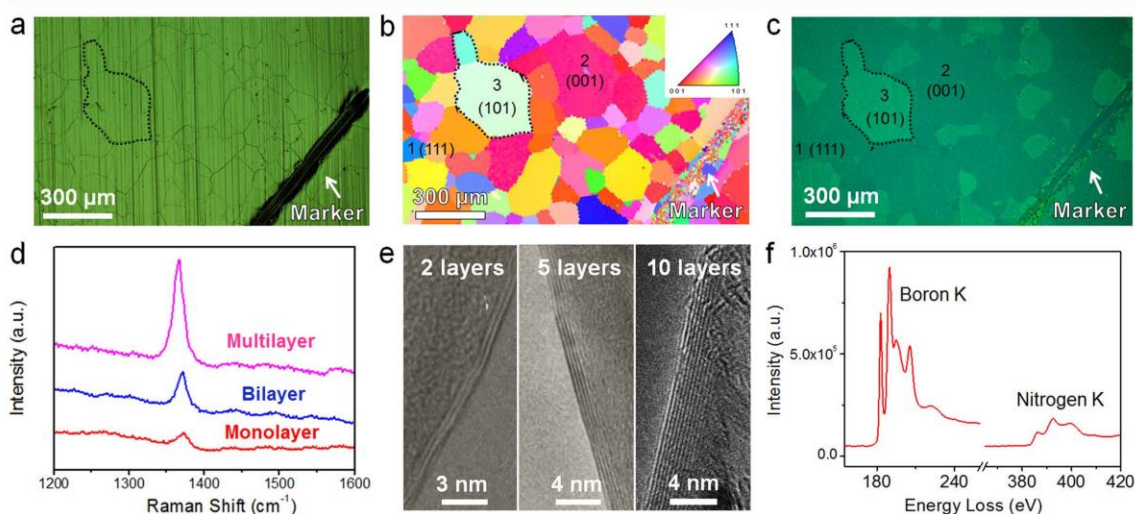 a
300 µm
Marker
b
3
(101)
2
(001)
1 (111)
111
001
101
300 µm
Marker
c
2
(001)
3
(101)
1 (111)
300 µm
Marker
d
Intensity (a.u.)
Multilayer
Bilayer
Monolayer
1200 1300 1400 1500 1600
Raman Shift (cm⁻¹)
e
2 layers
5 layers
10 layers
3 nm
4 nm
4 nm
f
Intensity (a.u.)
1.0x10⁶
5.0x10⁵
0.0
Boron K
Nitrogen K
180 240 380 400 420
Energy Loss (eV)